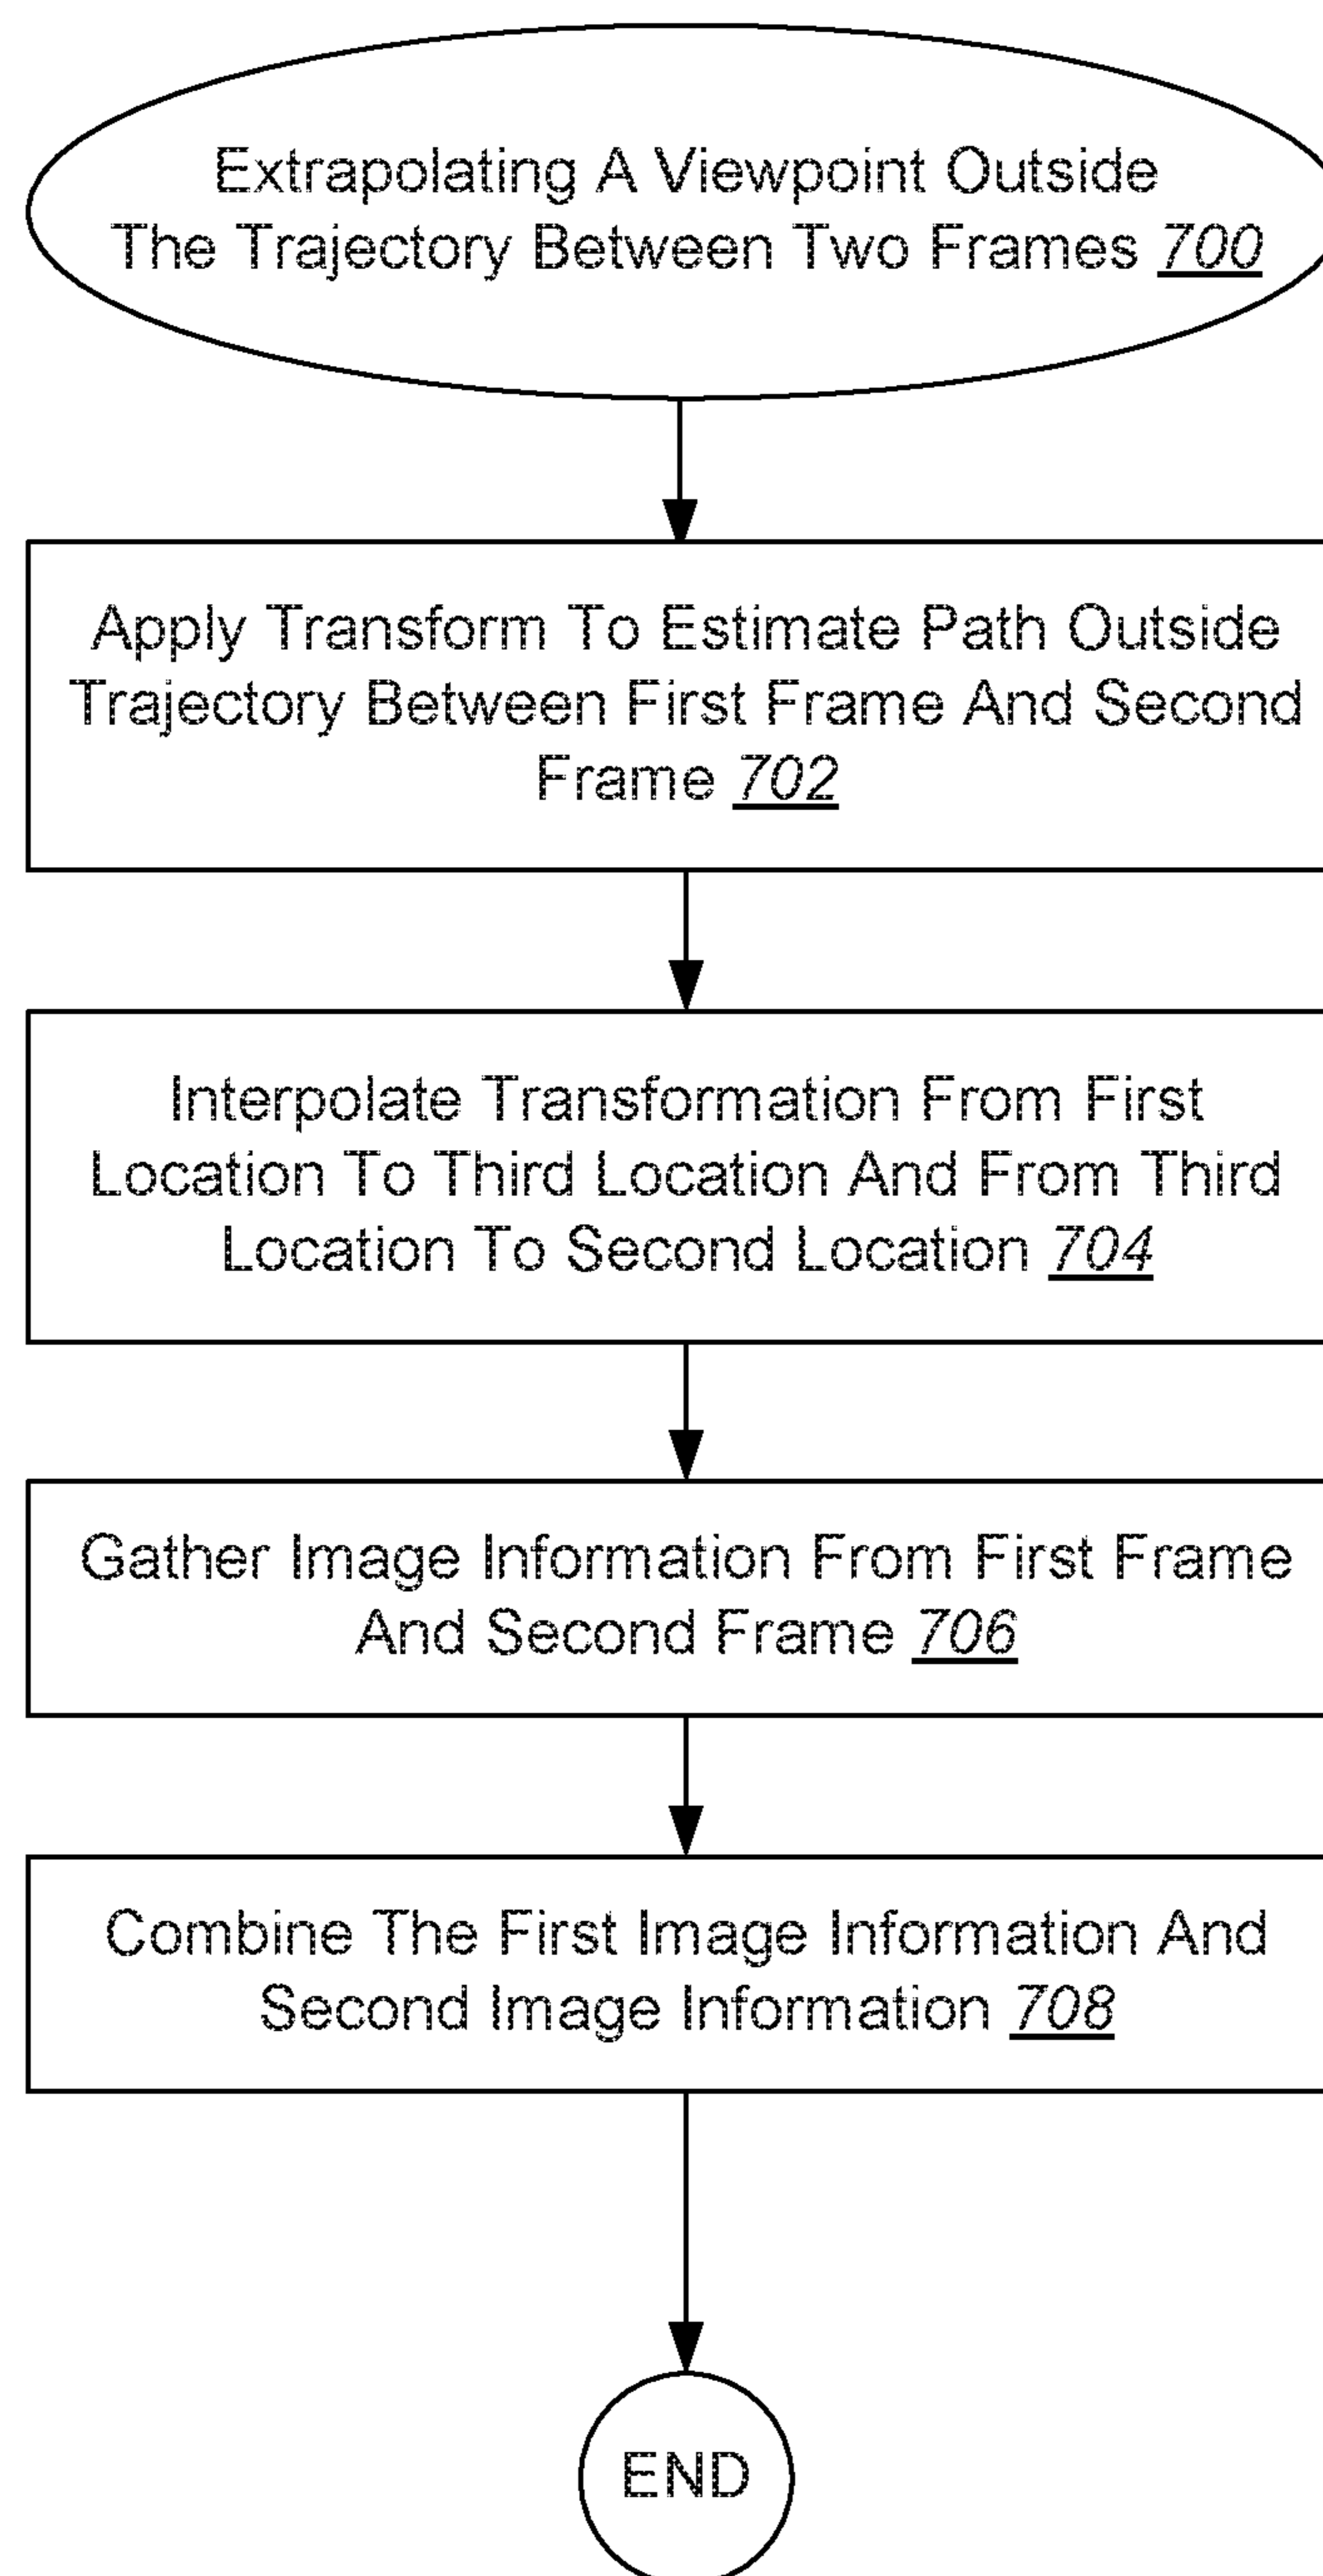 Extrapolating A Viewpoint Outside
The Trajectory Between Two Frames 700
Apply Transform To Estimate Path Outside
Trajectory Between First Frame And Second
Frame 702
Interpolate Transformation From First
Location To Third Location And From Third
Location To Second Location 704
Gather Image Information From First Frame
And Second Frame 706
Combine The First Image Information And
Second Image Information 708
END